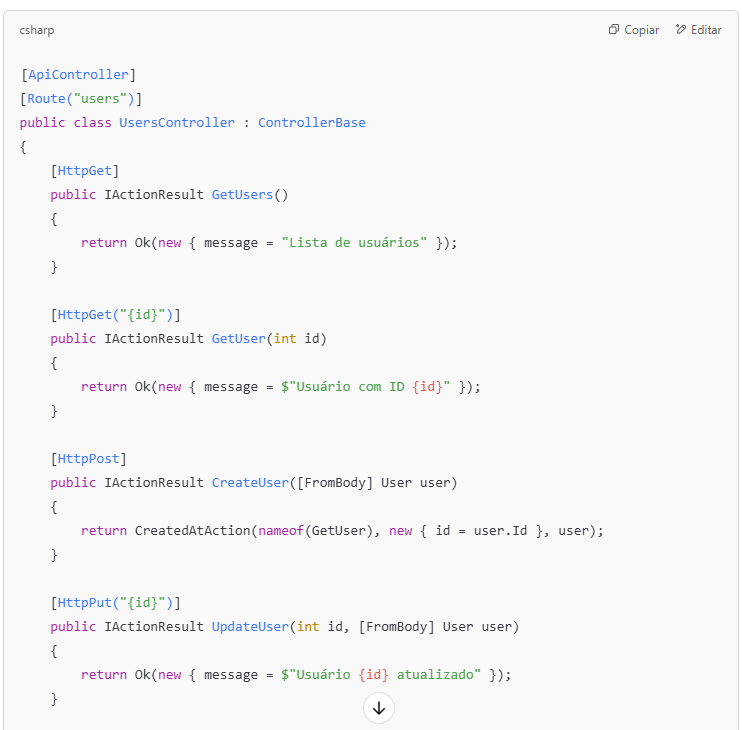 csharp
Copiar
Editar
[ApiController]
[Route("users")]
public class UsersController : ControllerBase
{
    [HttpGet]
    public IActionResult GetUsers()
    {
        return Ok(new { message = "Lista de usuários" });
    }

    [HttpGet("{id}")]
    public IActionResult GetUser(int id)
    {
        return Ok(new { message = $"Usuário com ID {id}" });
    }

    [HttpPost]
    public IActionResult CreateUser([FromBody] User user)
    {
        return CreatedAtAction(nameof(GetUser), new { id = user.Id }, user);
    }

    [HttpPut("{id}")]
    public IActionResult UpdateUser(int id, [FromBody] User user)
    {
        return Ok(new { message = $"Usuário {id} atualizado" });
    }